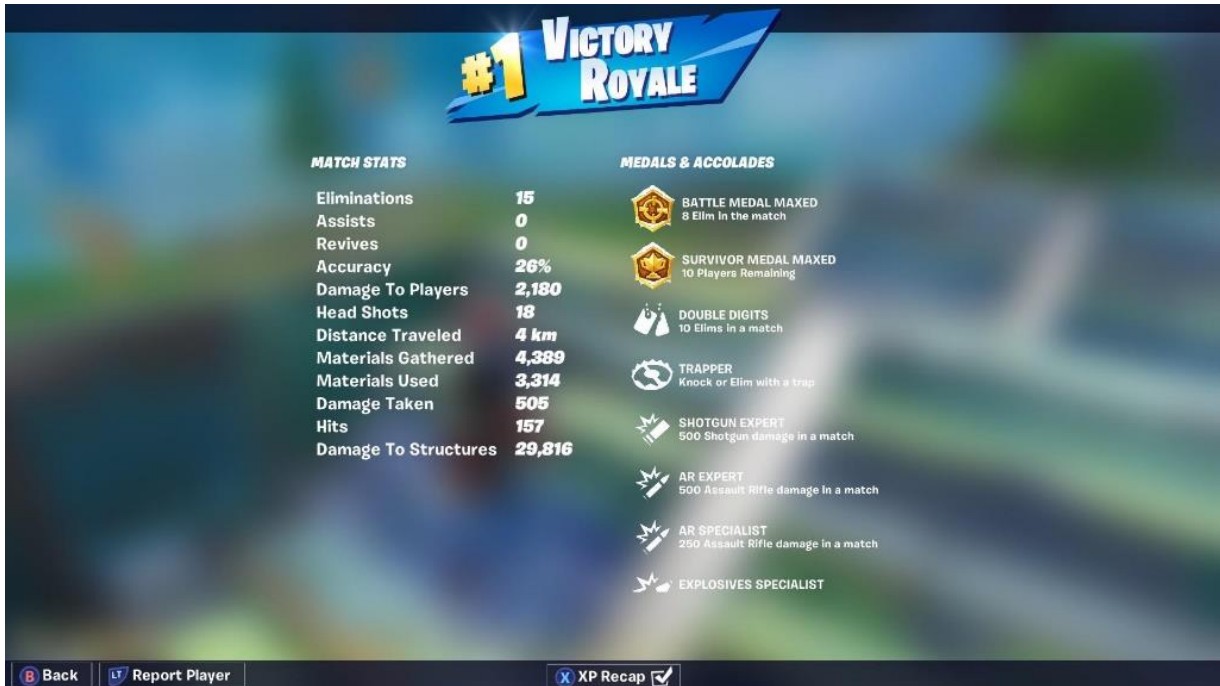 #1 VICTORY
ROYALE
MATCH STATS
Eliminations 15
Assists 0
Revives 0
Accuracy 26%
Damage To Players 2,180
Head Shots 18
Distance Traveled 4 km
Materials Gathered 4,389
Materials Used 3,314
Damage Taken 505
Hits 157
Damage To Structures 29,816
MEDALS & ACCOLADES
BATTLE MEDAL MAXED
8 Elim in the match
SURVIVOR MEDAL MAXED
10 Players Remaining
DOUBLE DIGITS
10 Elims in a match
TRAPPER
Knock or Elim with a trap
SHOTGUN EXPERT
500 Shotgun damage in a match
AR EXPERT
500 Assault Rifle damage in a match
AR SPECIALIST
250 Assault Rifle damage in a match
EXPLOSIVES SPECIALIST
B Back
LT Report Player
X XP Recap